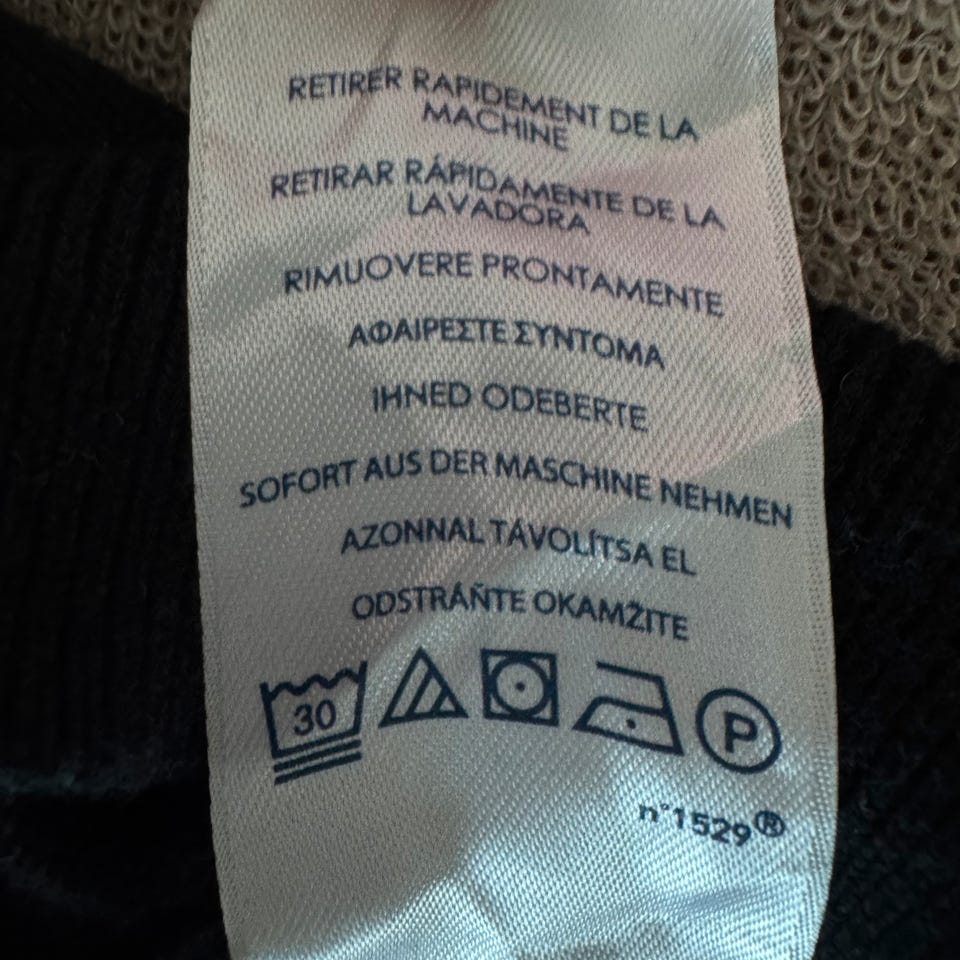 RETIRER RAPIDEMENT DE LA
MACHINE
RETIRAR RÁPIDAMENTE DE LA
LAVADORA
RIMUOVERE PRONTAMENTE
ΑΦΑΙΡΕΣΤΕ ΣΥΝΤΟΜΑ
IHNED ODEBERTE
SOFORT AUS DER MASCHINE NEHMEN
AZONNAL TÁVOLÍTSA EL
ODSTRÁŇTE OKAMŽITE
30 P
n°1529®